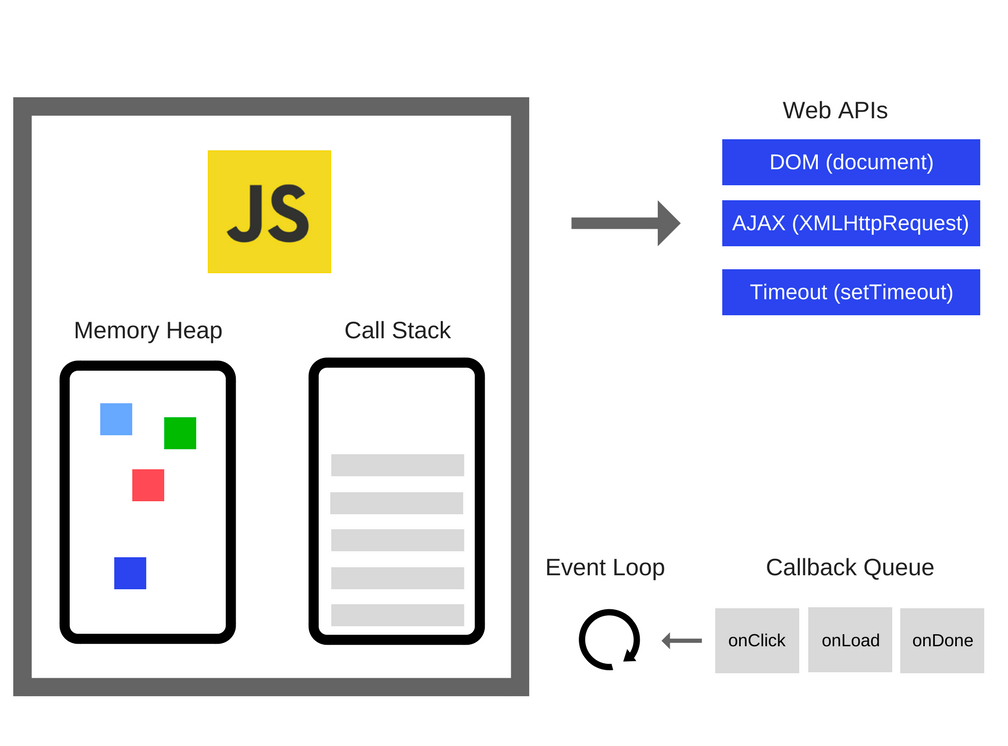 Web APIs
DOM (document)
JS
AJAX (XMLHttpRequest)
Timeout (setTimeout)
Memory Heap
Call Stack
Event Loop
Callback Queue
onClick
onLoad
onDone